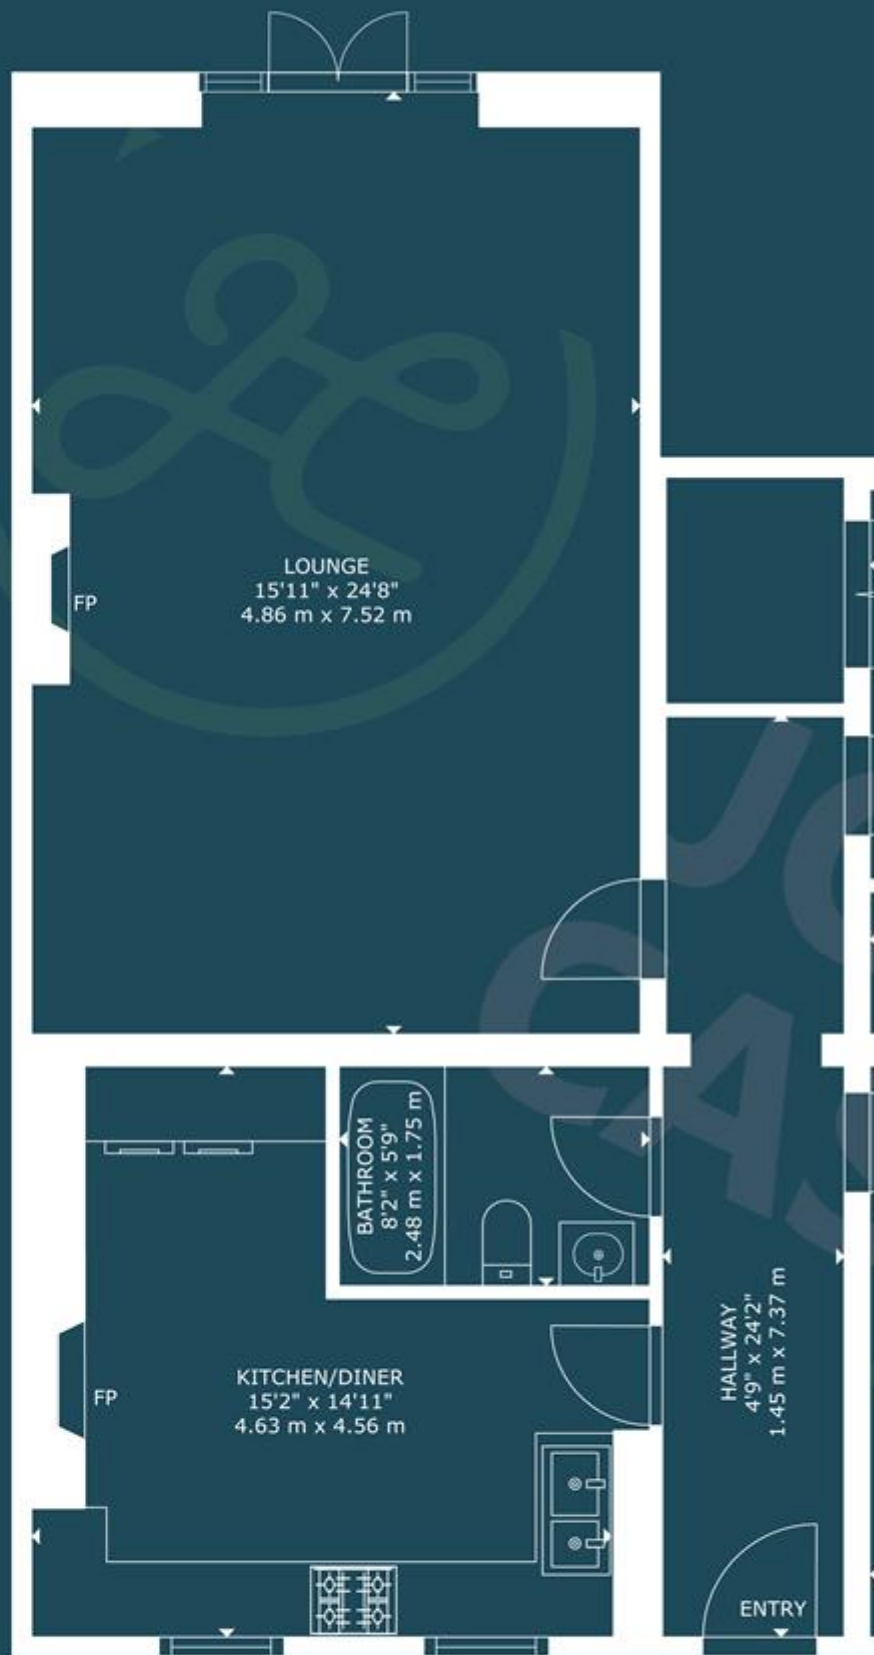 LOUNGE
15'11" x 24'8"
4.86 m x 7.52 m
FP
BATHROOM
8'2" x 5'9"
2.48 m x 1.75 m
KITCHEN/DINER
15'2" x 14'11"
4.63 m x 4.56 m
FP
HALLWAY
4'9" x 24'2"
1.45 m x 7.37 m
ENTRY